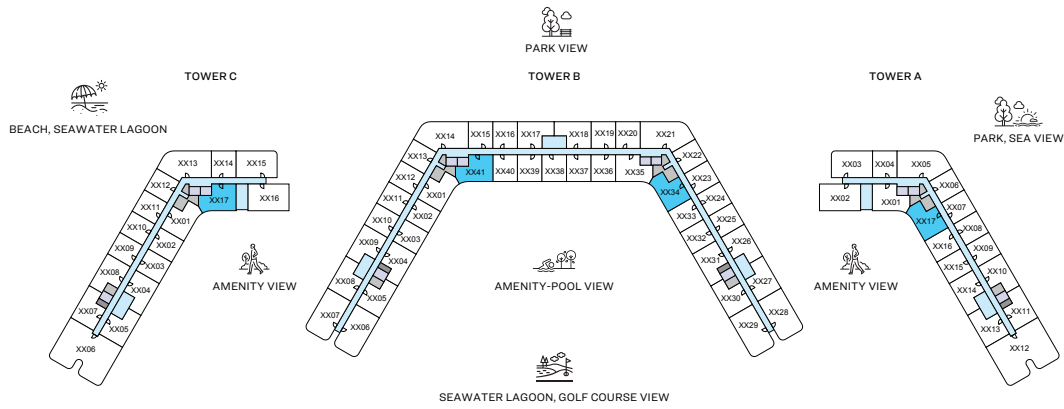 PARK VIEW
TOWER C
TOWER B
TOWER A
BEACH, SEAWATER LAGOON
PARK, SEA VIEW
XX13
XX14
XX15
XX12
XX17
XX16
XX11
XX01
XX10
XX02
XX09
XX03
XX08
XX04
XX07
XX05
XX06
XX14
XX15
XX16
XX17
XX18
XX19
XX20
XX21
XX13
XX41
XX40
XX39
XX38
XX37
XX36
XX35
XX22
XX12
XX01
XX34
XX23
XX11
XX02
XX33
XX24
XX10
XX03
XX32
XX25
XX09
XX04
XX31
XX26
XX08
XX05
XX30
XX27
XX07
XX06
XX29
XX28
XX03
XX04
XX05
XX02
XX01
XX06
XX17
XX07
XX16
XX08
XX15
XX09
XX14
XX10
XX13
XX11
XX12
AMENITY VIEW
AMENITY-POOL VIEW
AMENITY VIEW
SEAWATER LAGOON, GOLF COURSE VIEW